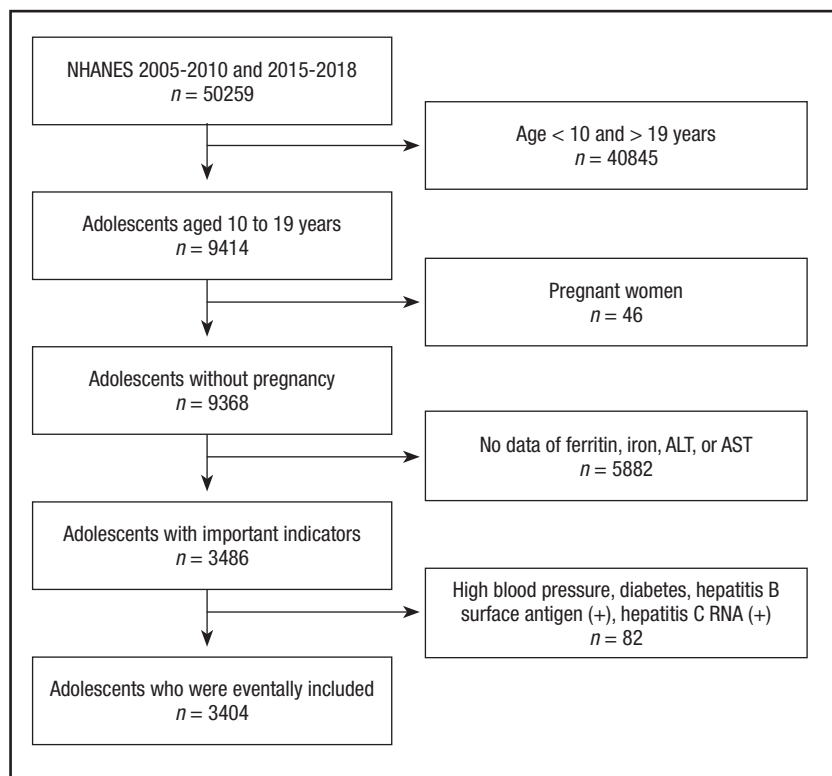 NHANES 2005-2010 and 2015-2018
n = 50259
Age < 10 and > 19 years
n = 40845
Adolescents aged 10 to 19 years
n = 9414
Pregnant women
n = 46
Adolescents without pregnancy
n = 9368
No data of ferritin, iron, ALT, or AST
n = 5882
Adolescents with important indicators
n = 3486
High blood pressure, diabetes, hepatitis B
surface antigen (+), hepatitis C RNA (+)
n = 82
Adolescents who were eventally included
n = 3404